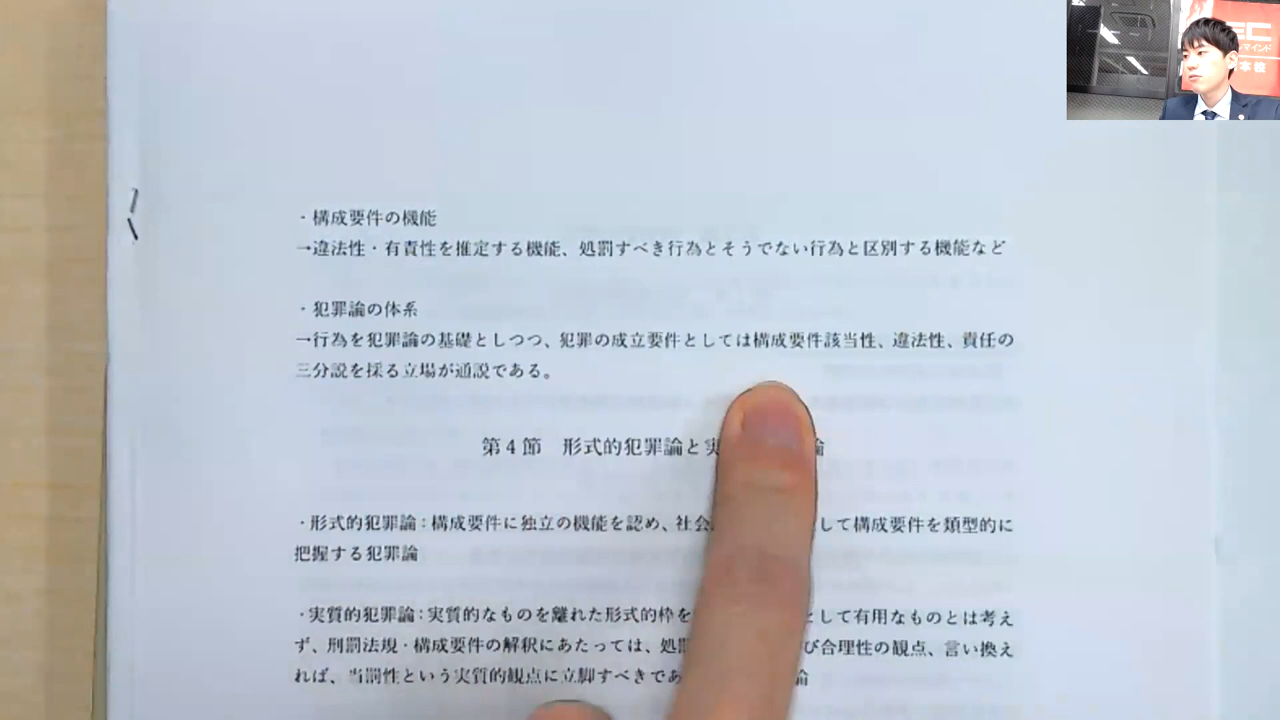 ・構成要件の機能
→違法性・有責性を推定する機能、処罰すべき行為とそうでない行為と区別する機能など
・犯罪論の体系
→行為を犯罪論の基礎としつつ、犯罪の成立要件としては構成要件該当性、違法性、責任の
三分説を採る立場が通説である。
第4節 形式的犯罪論と実 論
・形式的犯罪論：構成要件に独立の機能を認め、社会 して構成要件を類型的に
把握する犯罪論
・実質的犯罪論：実質的なものを離れた形式的枠を として有用なものとは考え
ず、刑罰法規・構成要件の解釈にあたっては、処 び合理性の観点、言い換え
れば、当罰性という実質的観点に立脚すべきであ 論
EC
マインド
本校